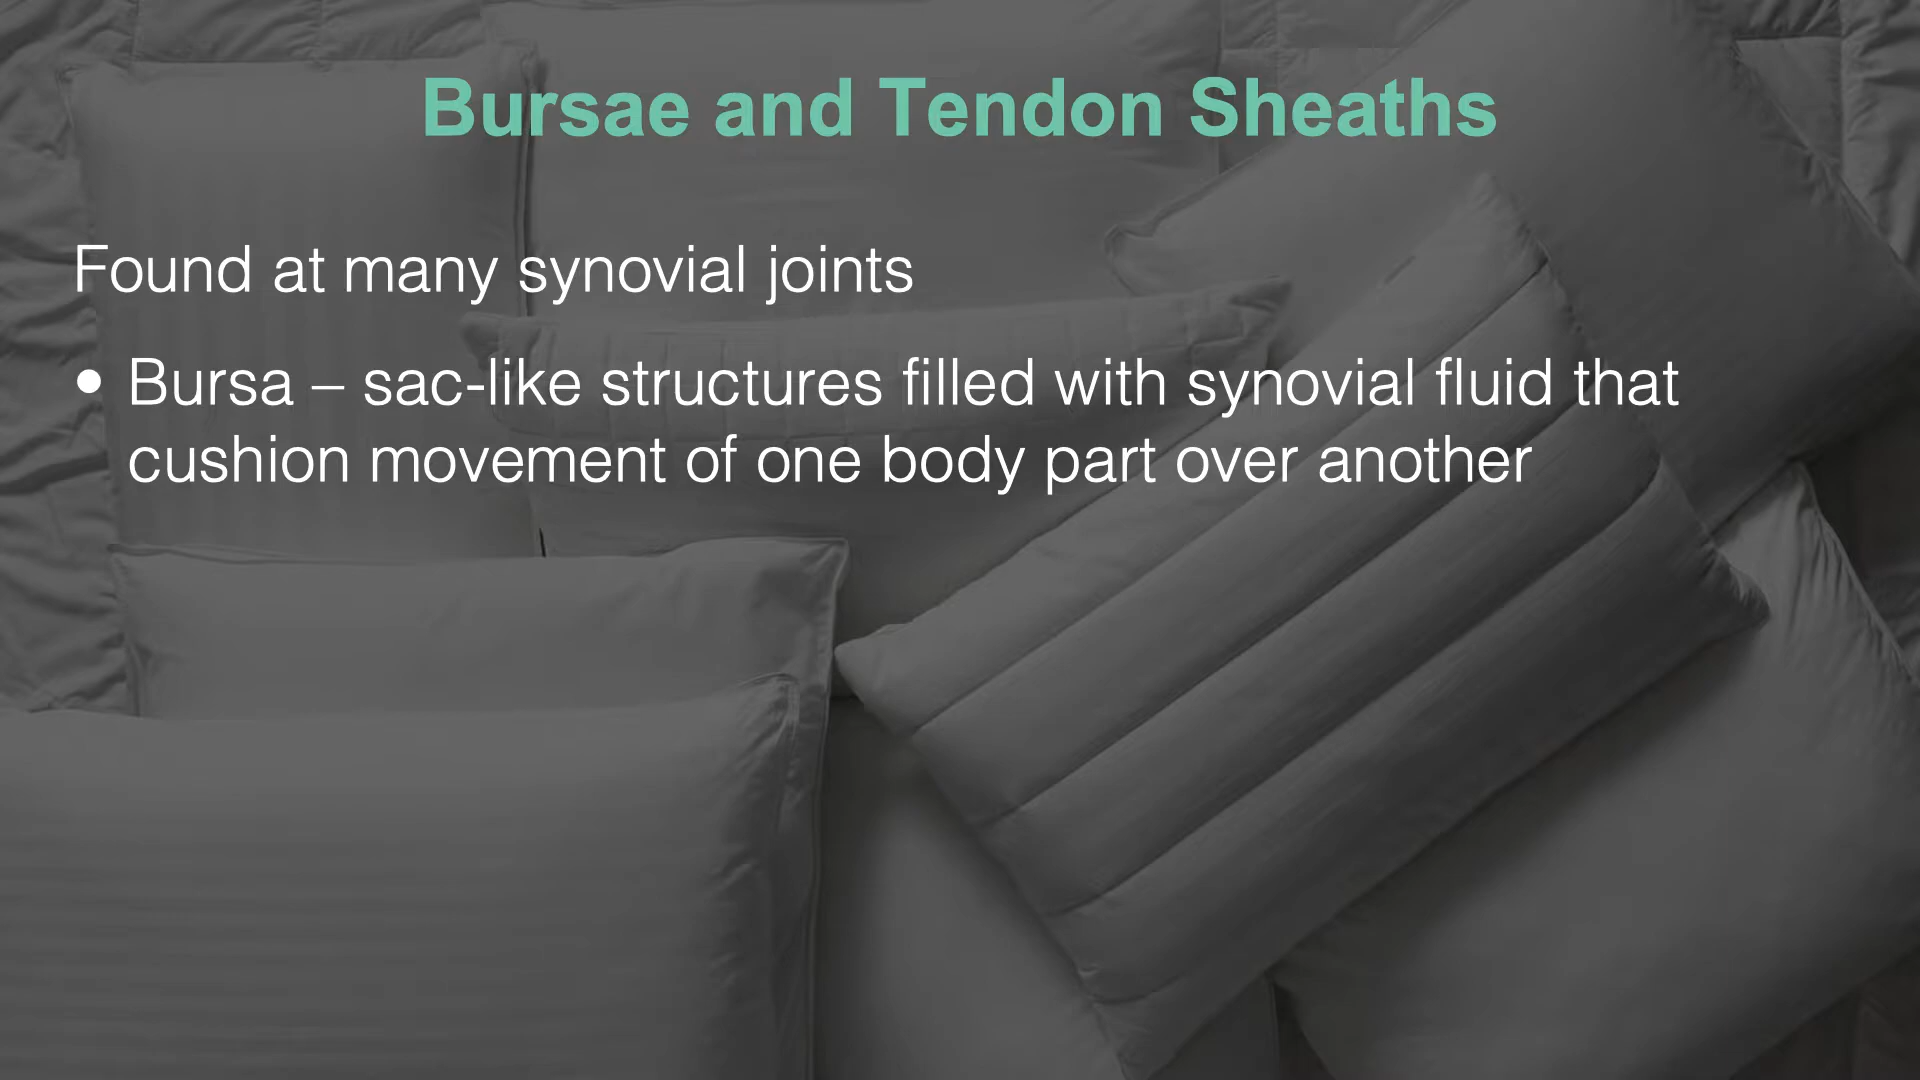 Bursae and Tendon Sheaths
Found at many synovial joints
• Bursa – sac-like structures filled with synovial fluid that
cushion movement of one body part over another